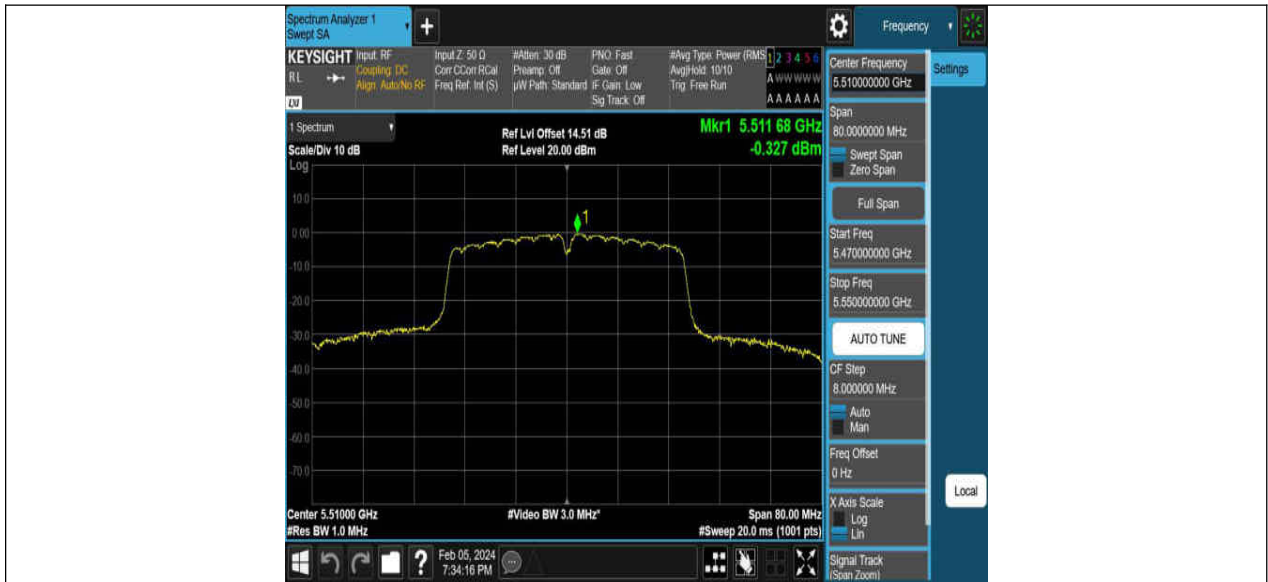 Spectrum Analyzer 1
Swept SA
+
Frequency
KEYSIGHT
RL
LXI
Input: RF
Coupling: DC
Align: Auto/No RF
Input Z: 50 Ω
Corr CCorr RCal
Freq Ref: Int (S)
#Atten: 30 dB
Preamp: Off
µW Path: Standard
PNO: Fast
Gate: Off
IF Gain: Low
Sig Track: Off
#Avg Type: Power (RMS
Avg|Hold: 10/10
Trig: Free Run
1 2 3 4 5 6
A W W W W W
A A A A A A
1 Spectrum
Scale/Div 10 dB
Log
Ref Lvl Offset 14.51 dB
Ref Level 20.00 dBm
Mkr1 5.511 68 GHz
-0.327 dBm
10.0
0.00
-10.0
-20.0
-30.0
-40.0
-50.0
-60.0
-70.0
1
Center 5.51000 GHz
#Res BW 1.0 MHz
#Video BW 3.0 MHz*
Span 80.00 MHz
#Sweep 20.0 ms (1001 pts)
Feb 05, 2024
7:34:16 PM
?
Center Frequency
5.510000000 GHz
Settings
Span
80.0000000 MHz
Swept Span
Zero Span
Full Span
Start Freq
5.470000000 GHz
Stop Freq
5.550000000 GHz
AUTO TUNE
CF Step
8.000000 MHz
Auto
Man
Freq Offset
0 Hz
X Axis Scale
Log
Lin
Local
Signal Track
(Span Zoom)